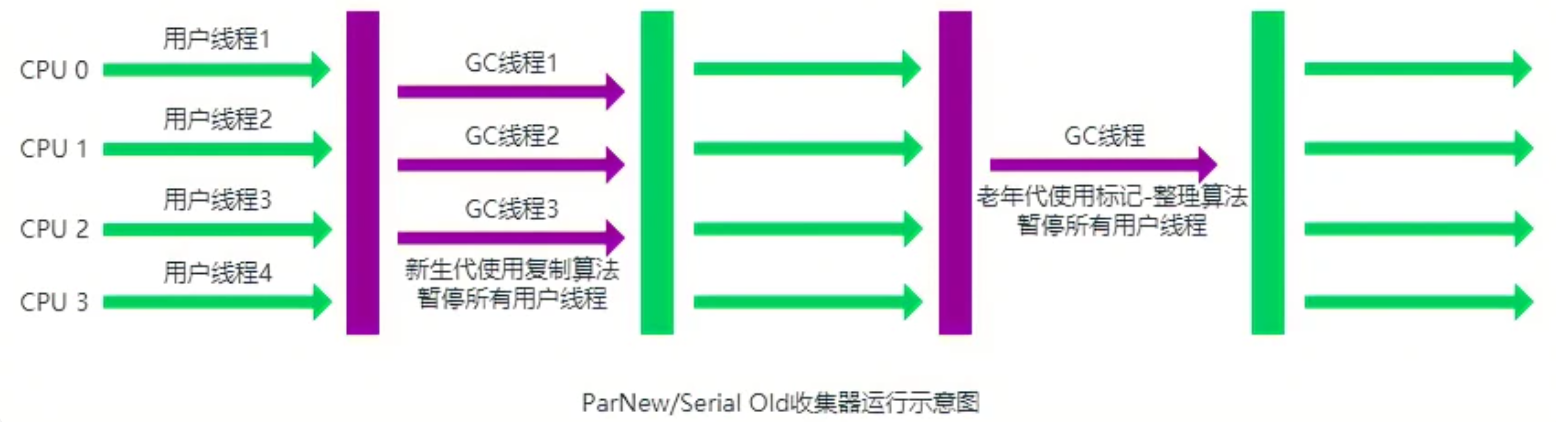 用户线程1
CPU 0
用户线程2
CPU 1
用户线程3
CPU 2
用户线程4
CPU 3
GC线程1
GC线程2
GC线程3
新生代使用复制算法
暂停所有用户线程
GC线程
老年代使用标记-整理算法
暂停所有用户线程
ParNew/Serial Old收集器运行示意图